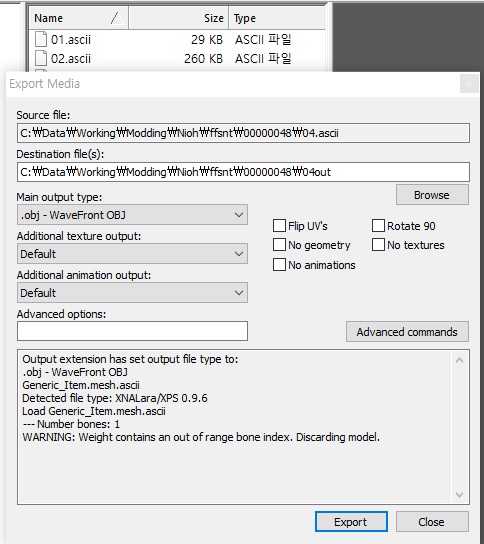 Name Size Type
01.ascii 29 KB ASCII 파일
02.ascii 260 KB ASCII 파일
Export Media
Source file:
C:₩Data₩Working₩Modding₩Nioh₩ffsnt₩00000048₩04.ascii
Destination file(s):
C:₩Data₩Working₩Modding₩Nioh₩ffsnt₩00000048₩04out
Browse
Main output type:
.obj - WaveFront OBJ
Flip UV's Rotate 90
Additional texture output:
Default
No geometry No textures
No animations
Additional animation output:
Default
Advanced options:
Advanced commands
Output extension has set output file type to:
.obj - WaveFront OBJ
Generic_Item.mesh.ascii
Detected file type: XNALara/XPS 0.9.6
Load Generic_Item.mesh.ascii
--- Number bones: 1
WARNING: Weight contains an out of range bone index. Discarding model.
Export Close